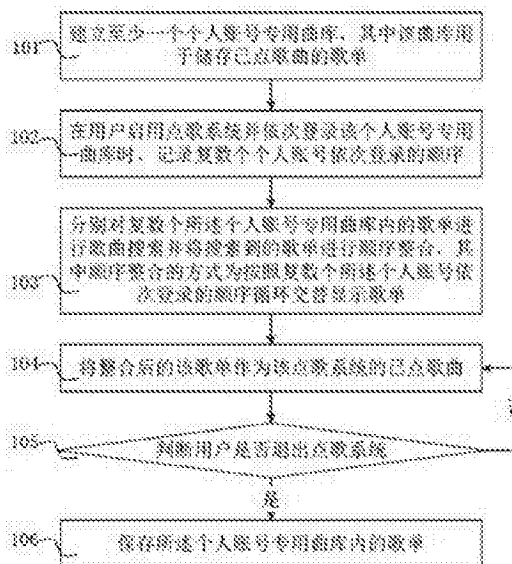 101
建立至少一个个人账号专用曲库，其中该曲库用
于储存已点歌曲的歌单
102
在用户启用点歌系统并依次登录该个人账号专用
曲库时，记录复数个个人账号依次登录的顺序
103
分别对复数个所述个人账号专用曲库内的歌单进
行歌曲搜索并将搜索到的歌单进行顺序整合，其
中顺序整合的方式为按照复数个所述个人账号依
次登录的顺序循环交替显示歌单
104
将整合后的该歌单作为该点歌系统的已点歌曲
105
判断用户是否退出点歌系统
是
106
保存所述个人账号专用曲库内的歌单